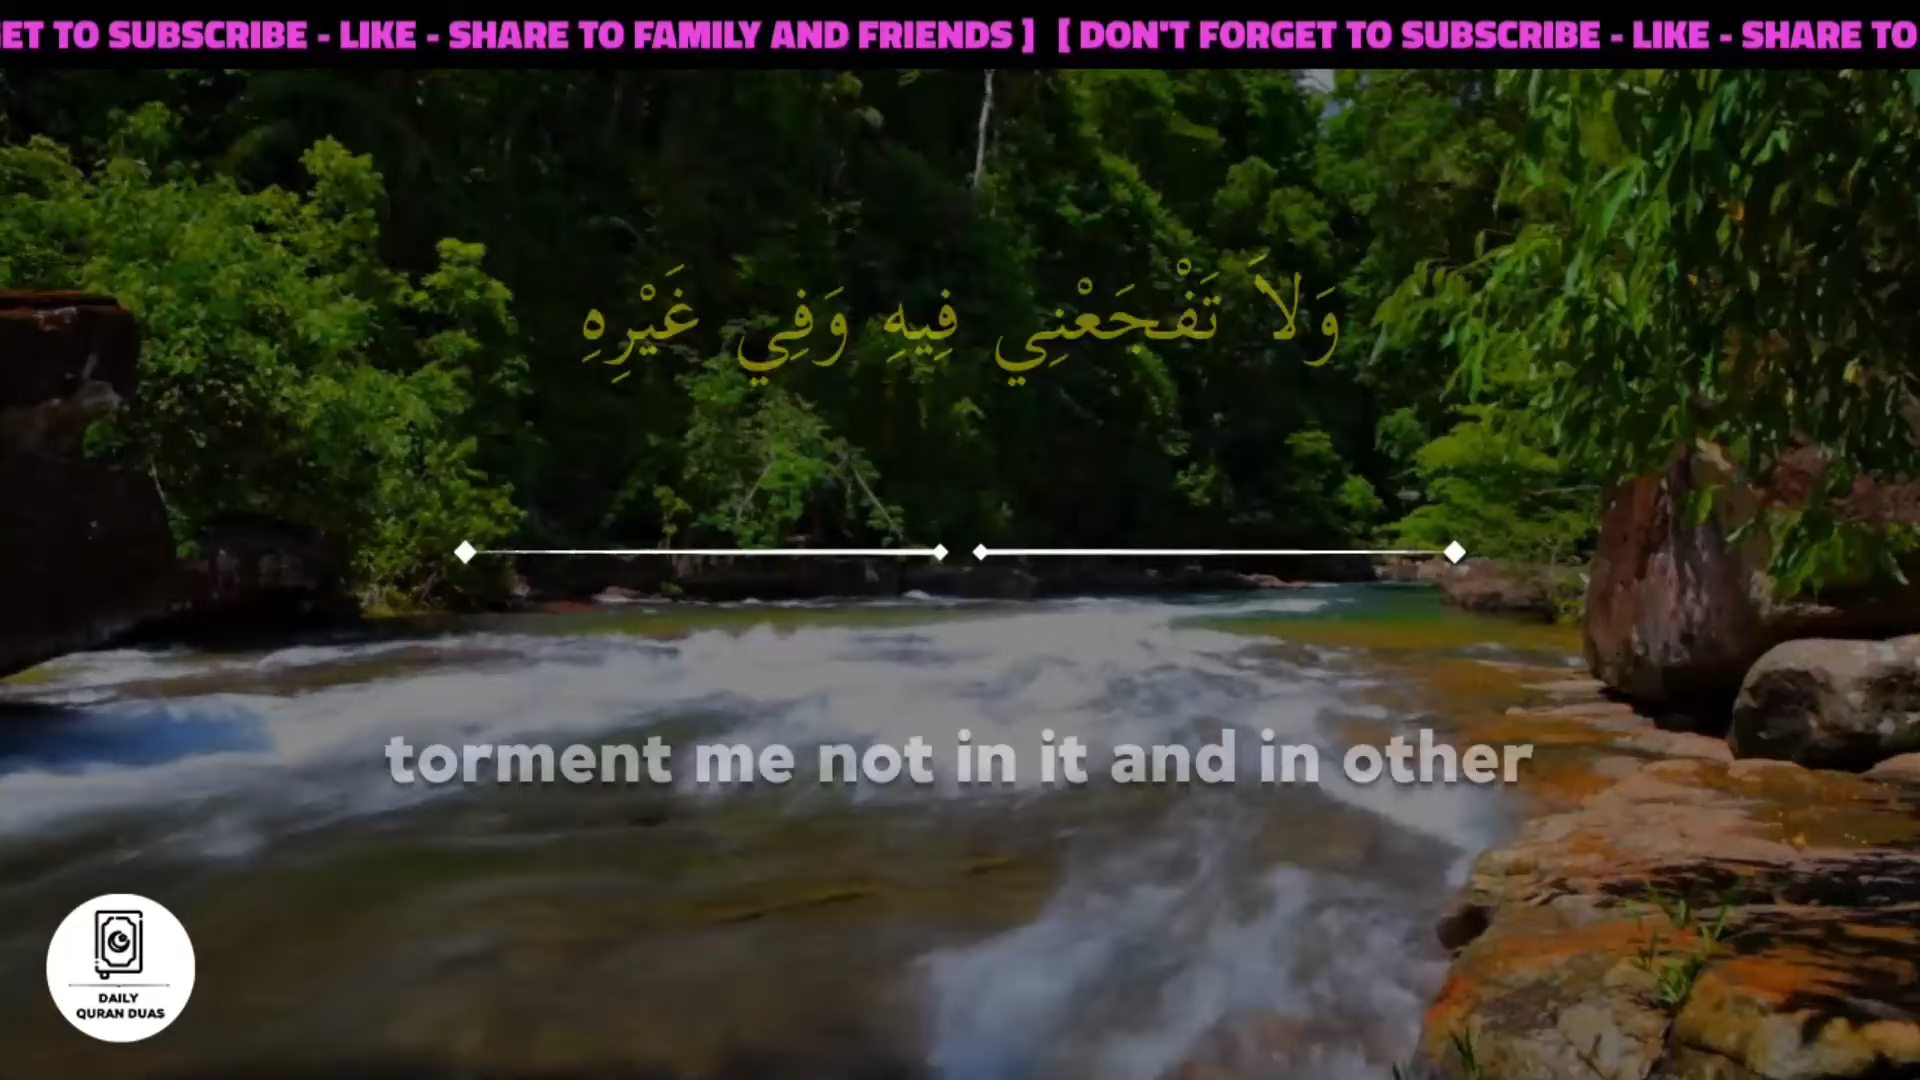 ET TO SUBSCRIBE - LIKE - SHARE TO FAMILY AND FRIENDS ] [ DON'T FORGET TO SUBSCRIBE - LIKE - SHARE TO
وَلاَ تَفْجَعْنِي فِيهِ وَفِي غَيْرِهِ
torment me not in it and in other
DAILY
QURAN DUAS